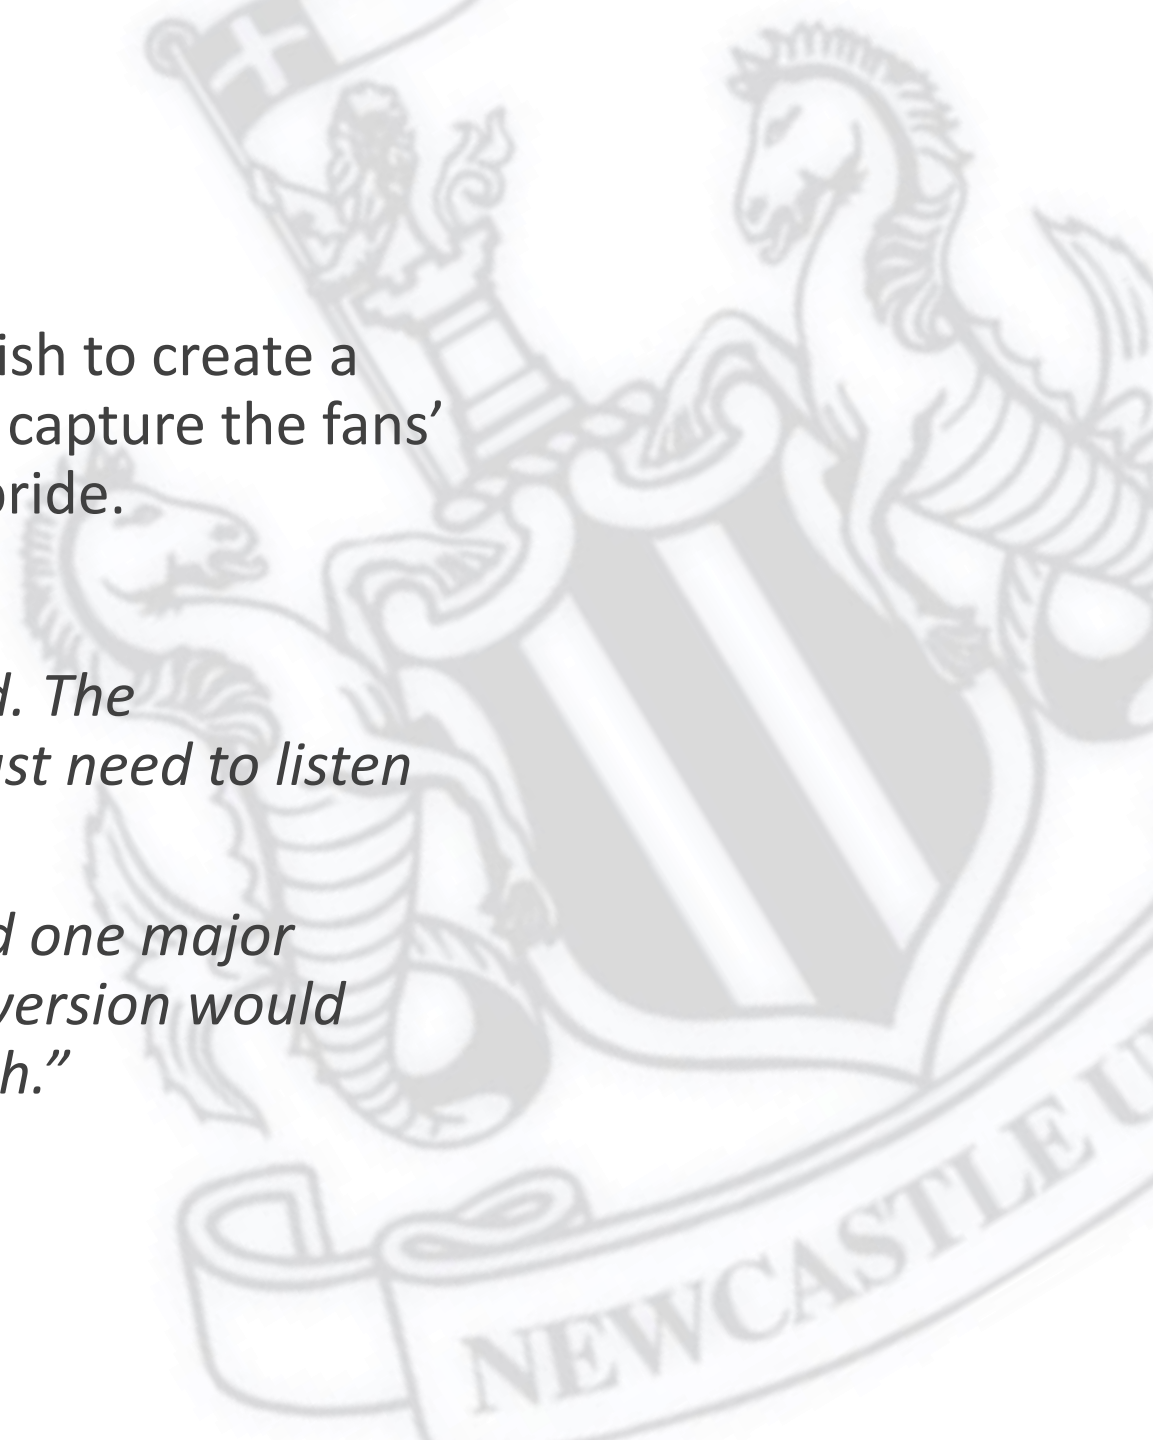 ish to create a
capture the fans’
pride.
d. The
ust need to listen
d one major
version would
h.”
NEWCASTLE U